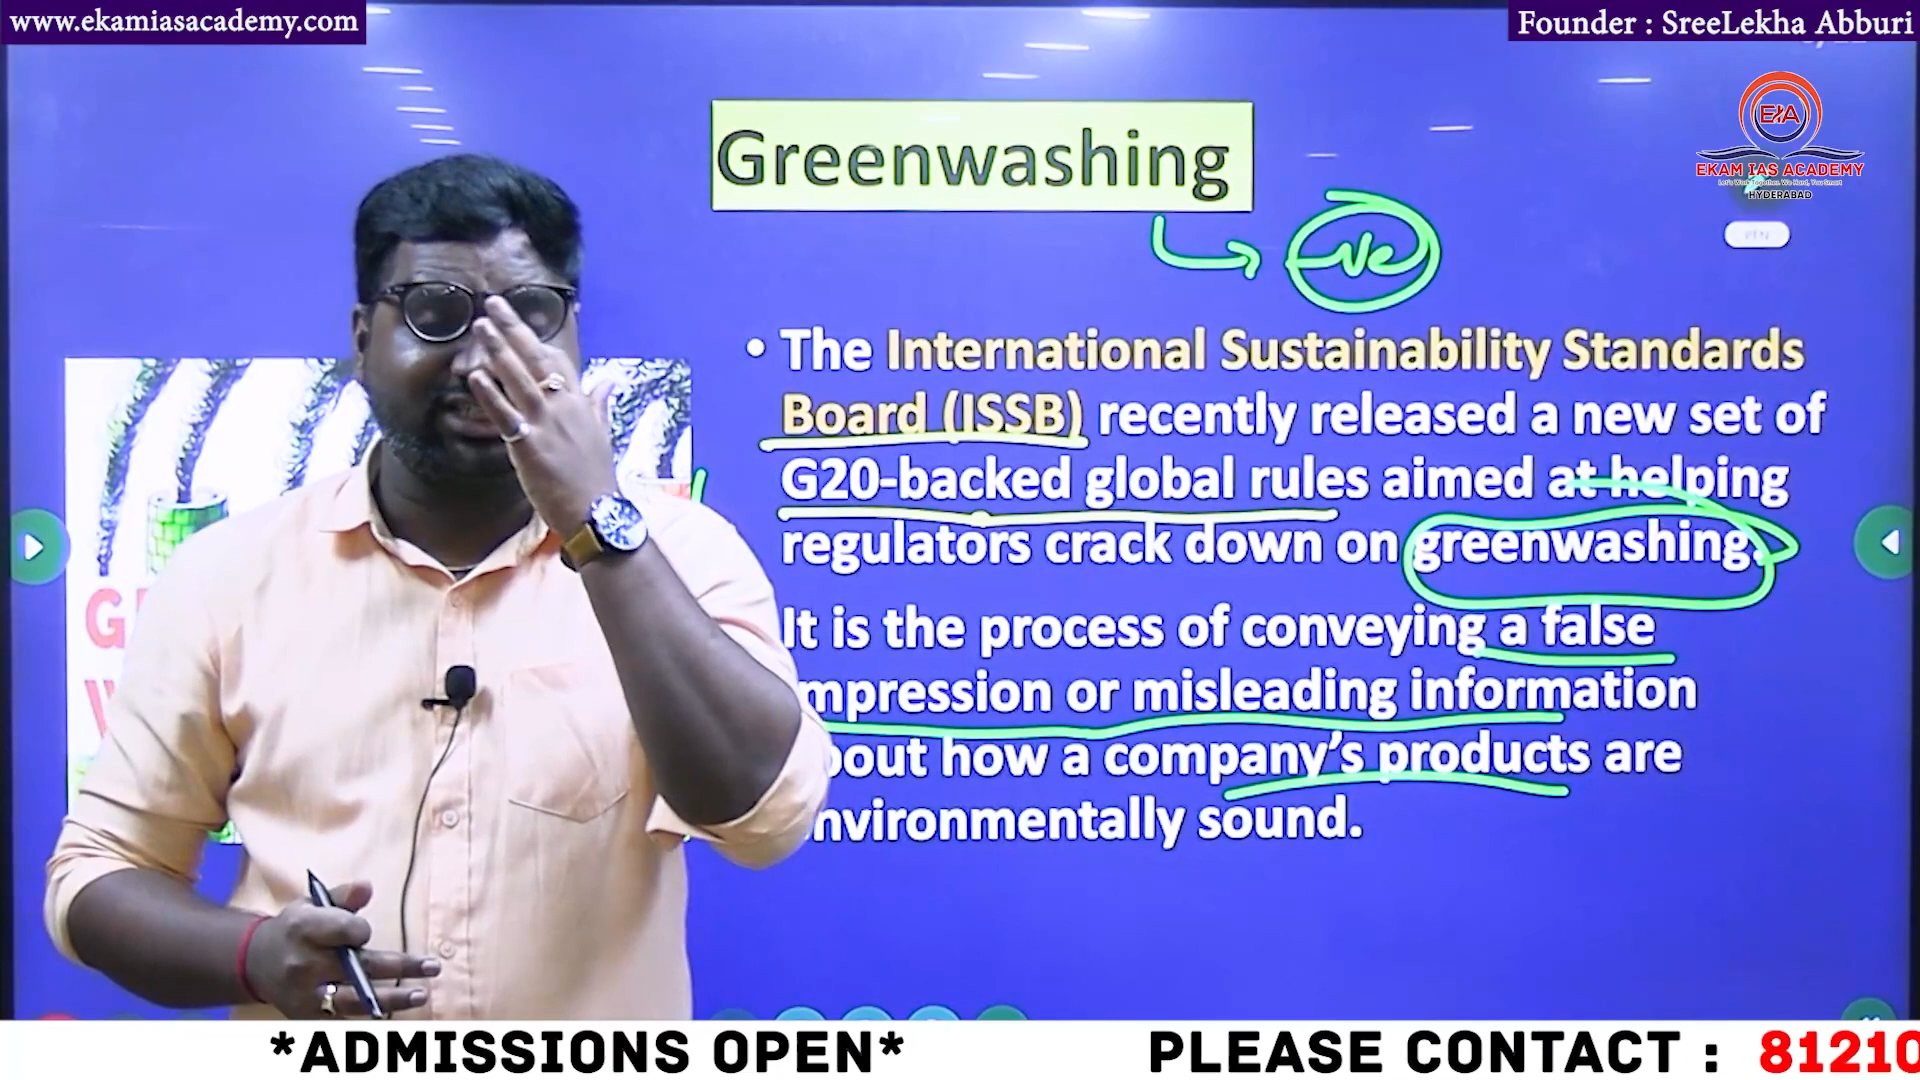 www.ekamiasacademy.com
Founder : SreeLekha Abburi
EIA
EKAM IAS ACADEMY
HYDERABAD
Greenwashing
-Ve
• The International Sustainability Standards
Board (ISSB) recently released a new set of
G20-backed global rules aimed at helping
regulators crack down on greenwashing.
It is the process of conveying a false
mpression or misleading information
bout how a company's products are
nvironmentally sound.
*ADMISSIONS OPEN*
PLEASE CONTACT : 81210